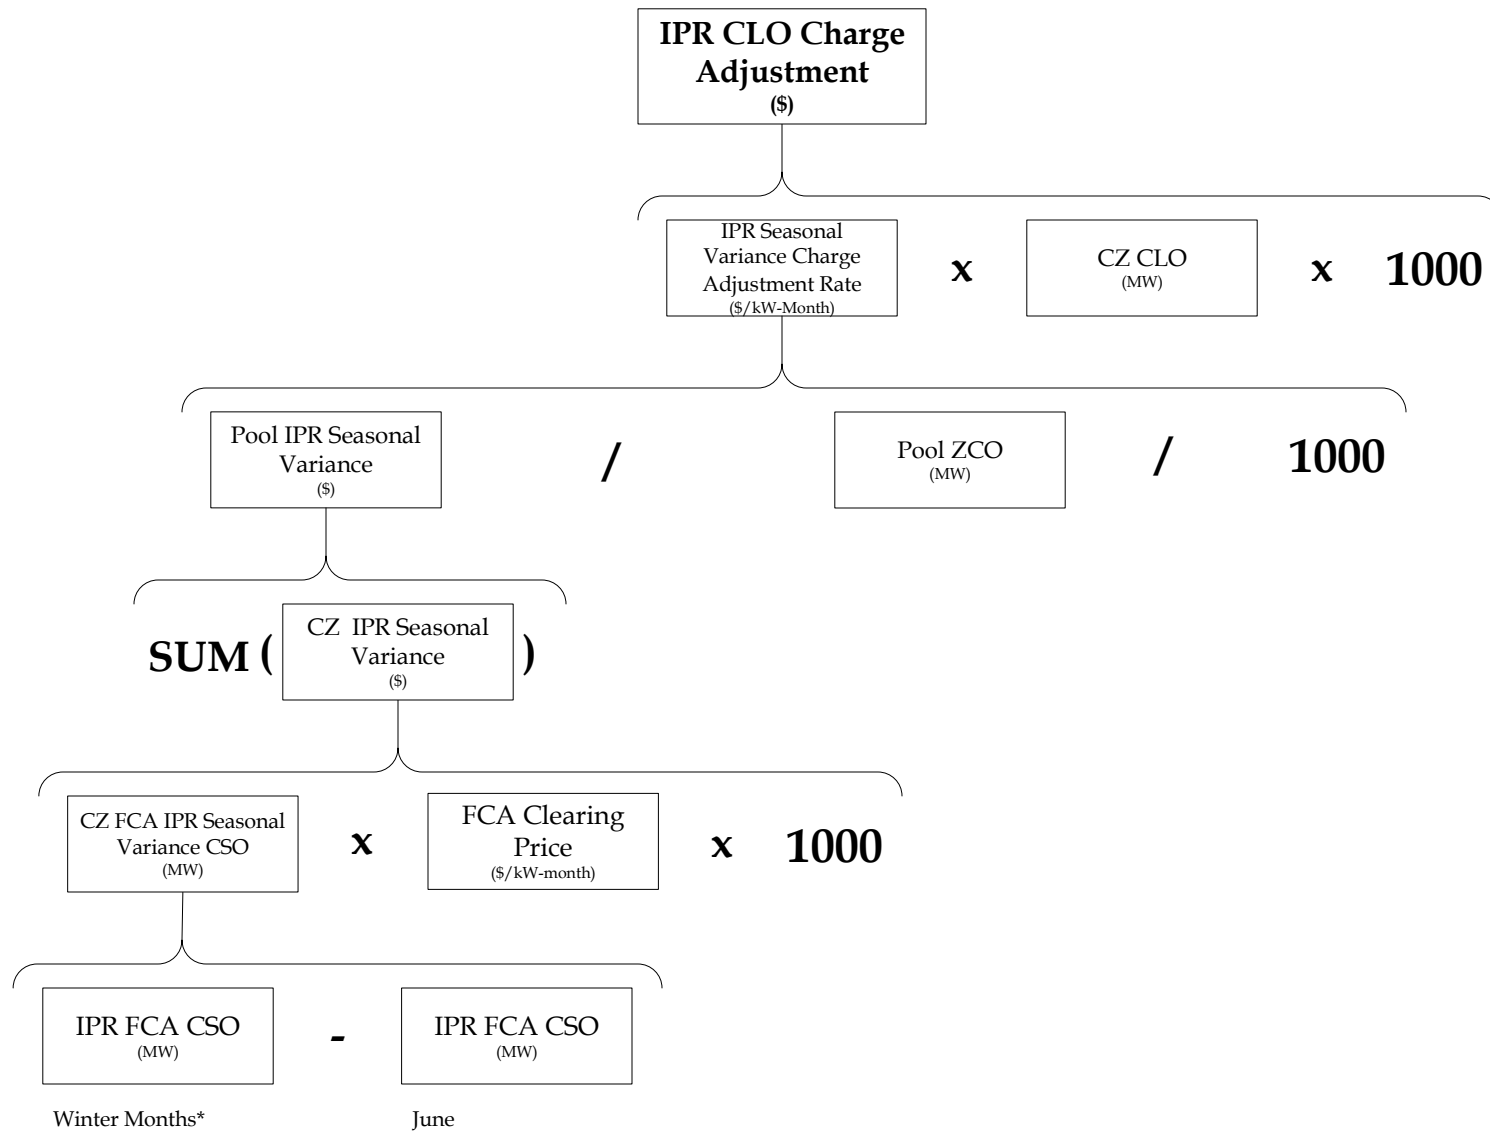 IPR CLO Charge
Adjustment
($)
IPR Seasonal
Variance Charge
Adjustment Rate
($/kW-Month)
x
CZ CLO
(MW)
x
1000
Pool IPR Seasonal
Variance
($)
/
Pool ZCO
(MW)
/
1000
SUM (
CZ IPR Seasonal
Variance
($)
)
CZ FCA IPR Seasonal
Variance CSO
(MW)
x
FCA Clearing
Price
($/kW-month)
x
1000
IPR FCA CSO
(MW)
-
IPR FCA CSO
(MW)
Winter Months*
June